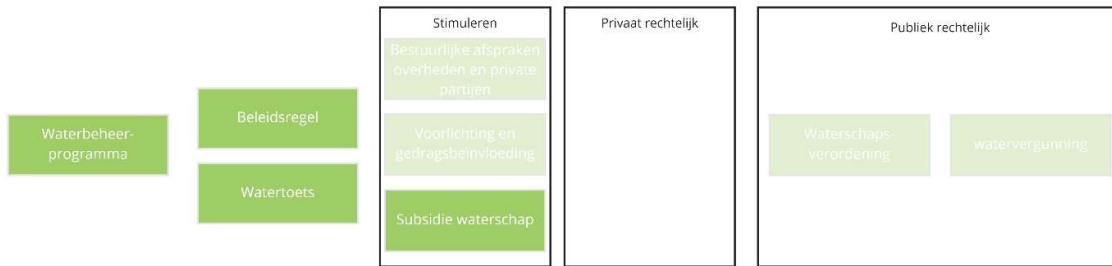 Stimuleren
Privaat rechtelijk
Publiek rechtelijk
Bestuurlijke afspraken
overheden en private
partijen
Waterbeheer-
programma
Beleidsregel
Watertoets
Voorlichting en
gedragsbeinvloeding
Subsidie waterschap
Waterschaps-
verordening
watervergunning